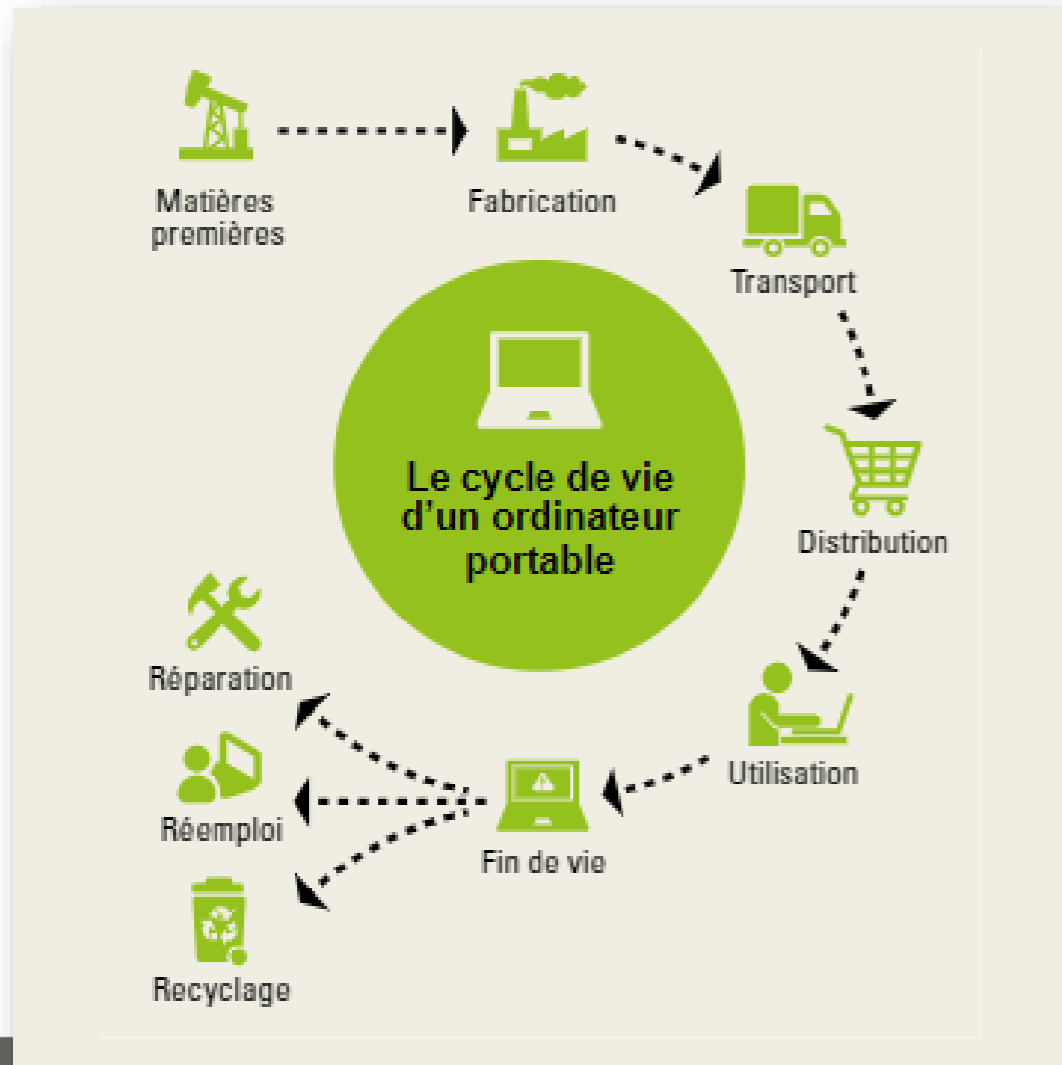 Matières
premières
Fabrication
Transport
Distribution
Utilisation
Fin de vie
Réparation
Réemploi
Recyclage
Le cycle de vie
d'un ordinateur
portable